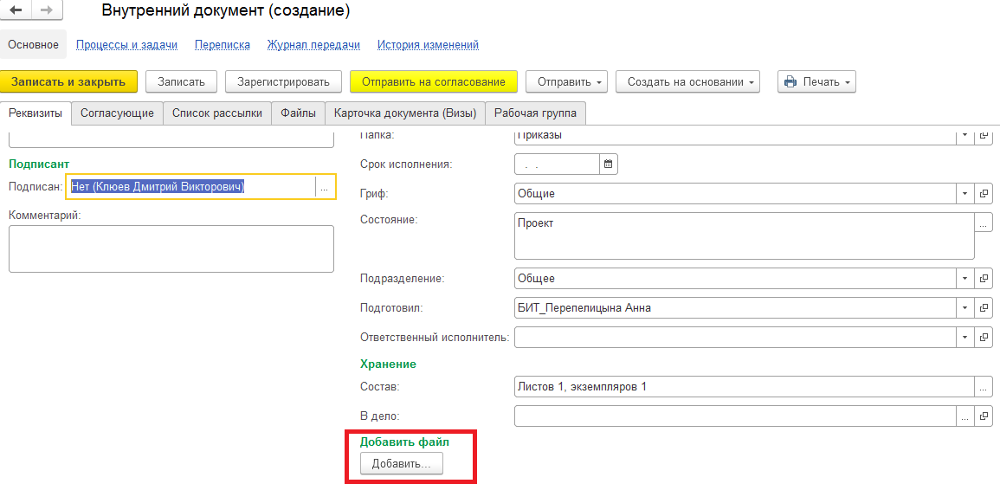 Внутренний документ (создание)
Основное Процессы и задачи Переписка Журнал передачи История изменений
Записать и закрыть Записать Зарегистрировать Отправить на согласование Отправить Создать на основании Печать
Реквизиты Согласующие Список рассылки Файлы Карточка документа (Визы) Рабочая группа
Папка: Приказы
Подписант
Срок исполнения: . .
Подписан: Нет (Клюев Дмитрий Викторович) ...
Гриф: Общие
Комментарий:
Состояние: Проект ...
Подразделение: Общее
Подготовил: БИТ_Перепелицына Анна
Ответственный исполнитель:
Хранение
Состав: Листов 1, экземпляров 1 ...
В дело: ...
Добавить файл
Добавить...